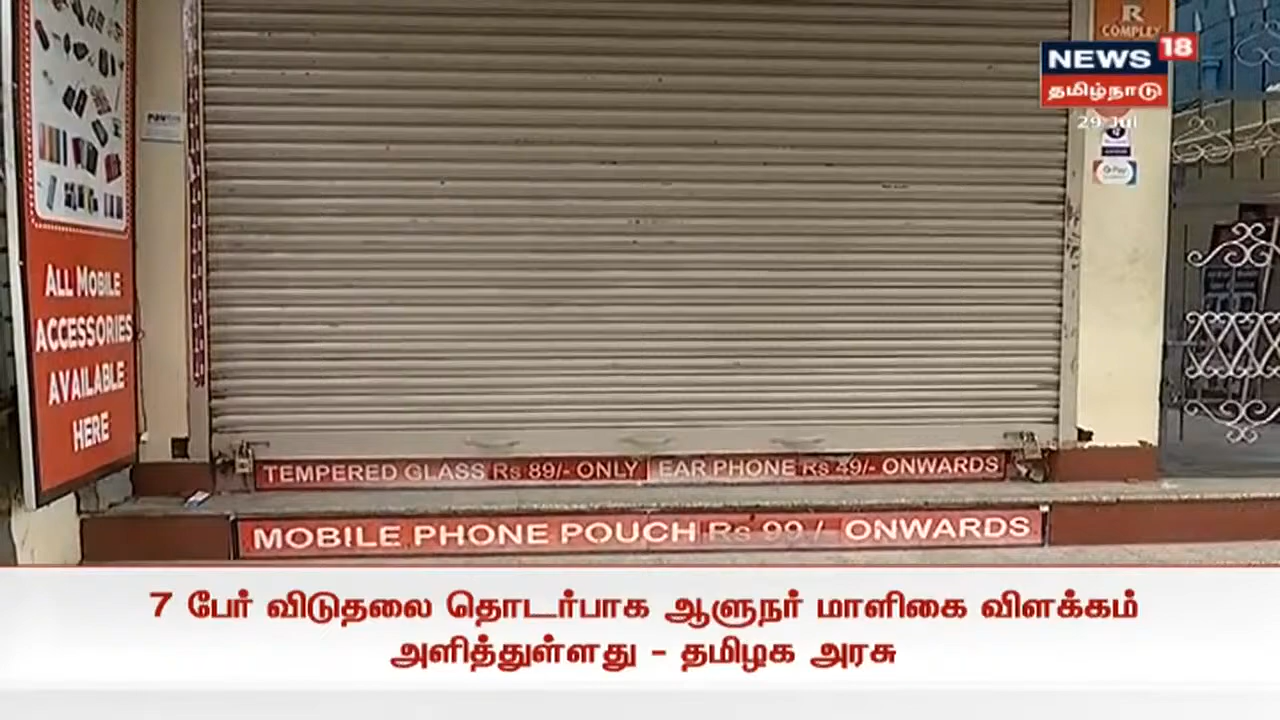 R
COMPLEX
NEWS 18
தமிழ்நாடு
29 Jul
G Pay
ALL MOBILE
ACCESSORIES
AVAILABLE
HERE
TEMPERED GLASS Rs 89/- ONLY EAR PHONE Rs 49/- ONWARDS
MOBILE PHONE POUCH Rs 99/- ONWARDS
7 பேர் விடுதலை தொடர்பாக ஆளுநர் மாளிகை விளக்கம்
அளித்துள்ளது - தமிழக அரசு